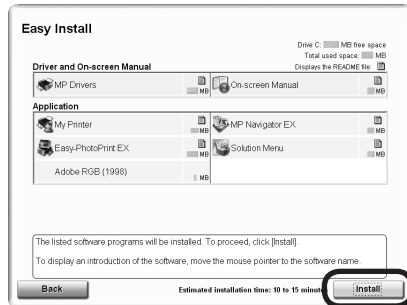 Easy Install
Drive C: MB free space
Total used space: MB
Driver and On-screen Manual
Displays the README file:
MP Drivers
MB
On-screen Manual
MB
Application
My Printer
MB
MP Navigator EX
MB
Easy-PhotoPrint EX
MB
Solution Menu
MB
Adobe RGB (1998)
MB
The listed software programs will be installed. To proceed, click [Install].
To display an introduction of the software, move the mouse pointer to the software name.
Back
Estimated installation time: 10 to 15 minutes
Install